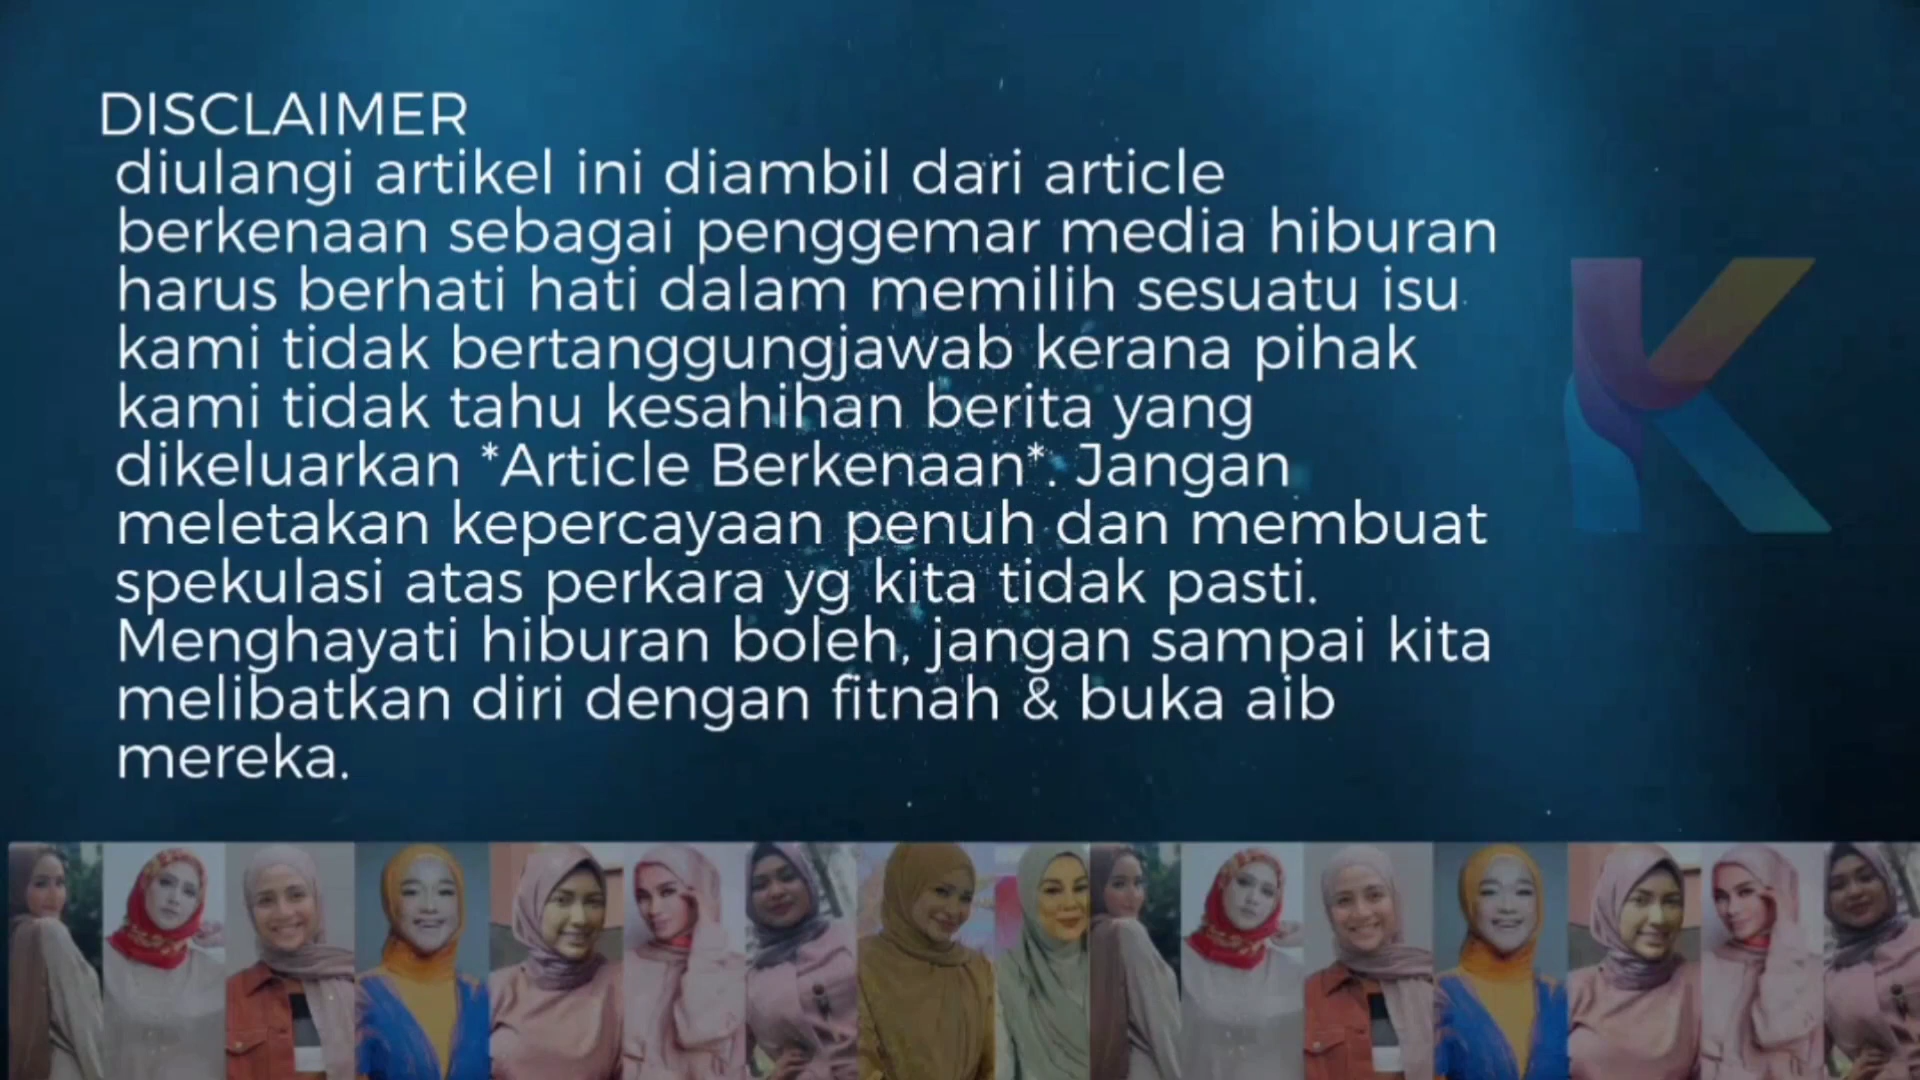 DISCLAIMER
diulangi artikel ini diambil dari article
berkenaan sebagai penggemar media hiburan
harus berhati hati dalam memilih sesuatu isu
kami tidak bertanggungjawab kerana pihak
kami tidak tahu kesahihan berita yang
dikeluarkan *Article Berkenaan*. Jangan
meletakan kepercayaan penuh dan membuat
spekulasi atas perkara yg kita tidak pasti.
Menghayati hiburan boleh, jangan sampai kita
melibatkan diri dengan fitnah & buka aib
mereka.
K